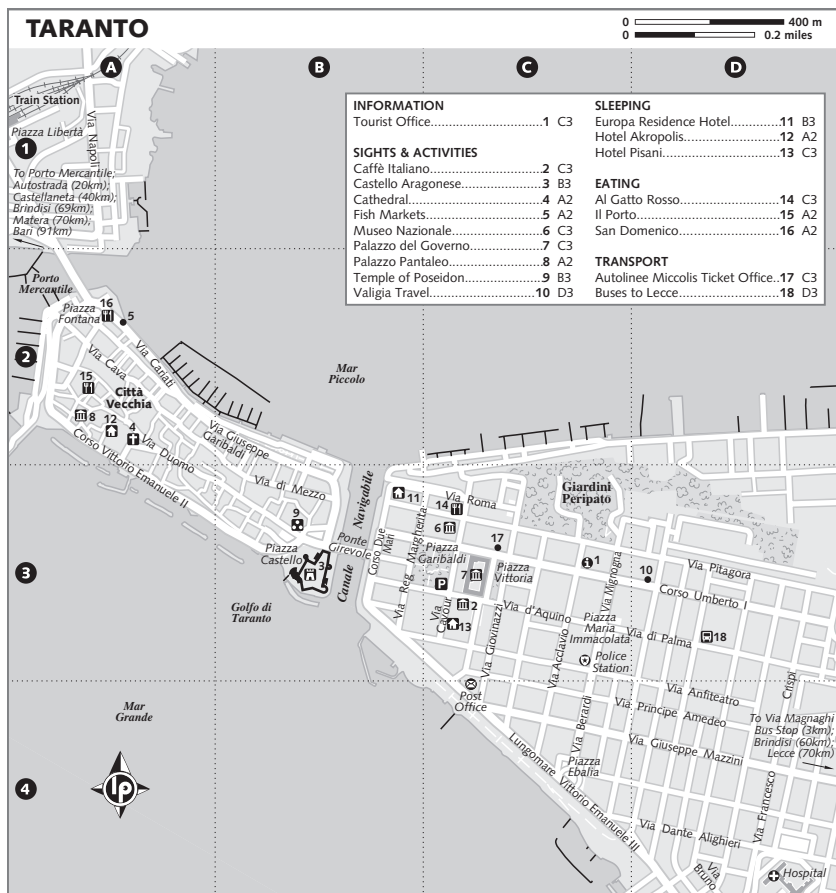 TARANTO
0 400 m
0 0.2 miles
A
B
C
D
1
2
3
4
INFORMATION
Tourist Office 1 C3
SIGHTS & ACTIVITIES
Caffè Italiano 2 C3
Castello Aragonese 3 B3
Cathedral 4 A2
Fish Markets 5 A2
Museo Nazionale 6 C3
Palazzo del Governo 7 C3
Palazzo Pantaleo 8 A2
Temple of Poseidon 9 B3
Valigia Travel 10 D3
SLEEPING
Europa Residence Hotel 11 B3
Hotel Akropolis 12 A2
Hotel Pisani 13 C3
EATING
Al Gatto Rosso 14 C3
Il Porto 15 A2
San Domenico 16 A2
TRANSPORT
Autolinee Miccolis Ticket Office 17 C3
Buses to Lecce 18 D3
Train Station
Piazza Libertà
Via Napoli
To Porto Mercantile;
Autostrada (20km);
Castellaneta (40km);
Brindisi (69km);
Matera (70km);
Bari (91km)
Porto
Mercantile
16
Piazza
Fontana
5
Via Cariati
Via Cava
15
Città
Vecchia
8
12
4
Via Duomo
Via Giuseppe
Garibaldi
Corso Vittorio Emanuele II
Via di Mezzo
Mar
Piccolo
9
Piazza
Castello
3
Ponte
Girevole
Canale Navigabile
Golfo di
Taranto
Mar
Grande
lp
11
Corso Due
Mari
Via Reg. Margherita
Via Roma
14
6
Piazza
Garibaldi
17
7
Piazza
Vittoria
P
2
Via
Cavour
13
Via Giovinazzi
Via d'Aquino
Giardini
Peripato
1
Via Mignogna
10
Via Pitagora
Corso Umberto I
Piazza
Maria
Immacolata
Via di Palma
18
Via Acclavio
Police
Station
Post
Office
Via Anfiteatro
Via Principe Amedeo
Via Berardi
Via Giuseppe Mazzini
Crispi
Via Francesco
To Via Magnaghi
Bus Stop (3km);
Brindisi (60km);
Lecce (70km)
Piazza
Ebalia
Lungomare Vittorio Emanuele III
Via Dante Alighieri
Via
Bruno
Hospital